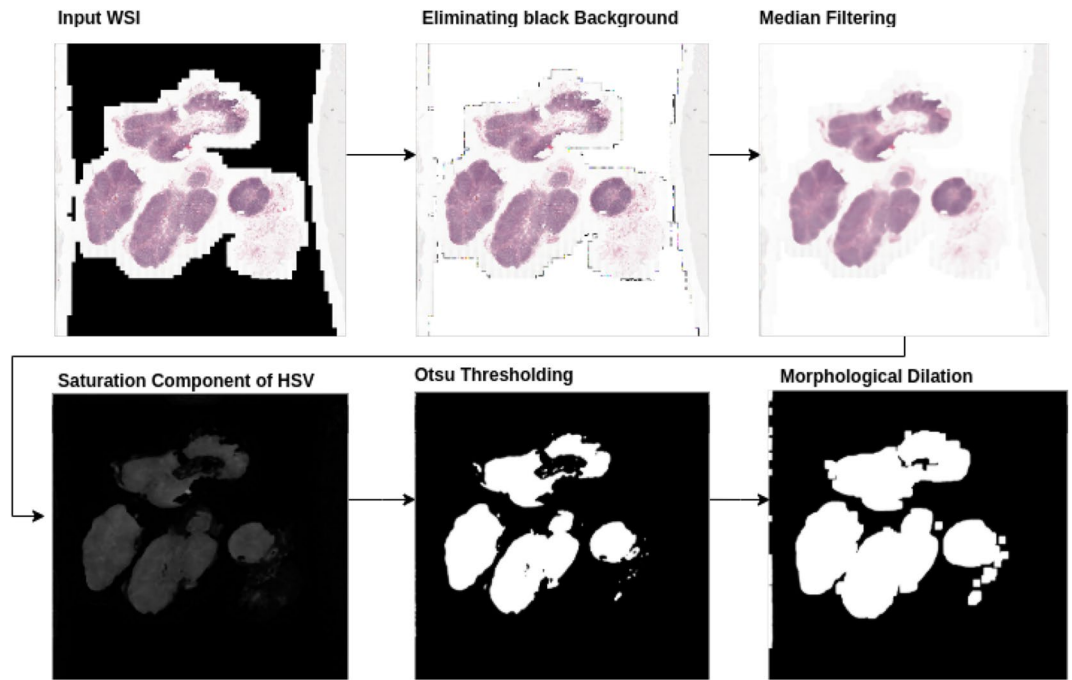 Input WSI
Eliminating black Background
Median Filtering
Saturation Component of HSV
Otsu Thresholding
Morphological Dilation